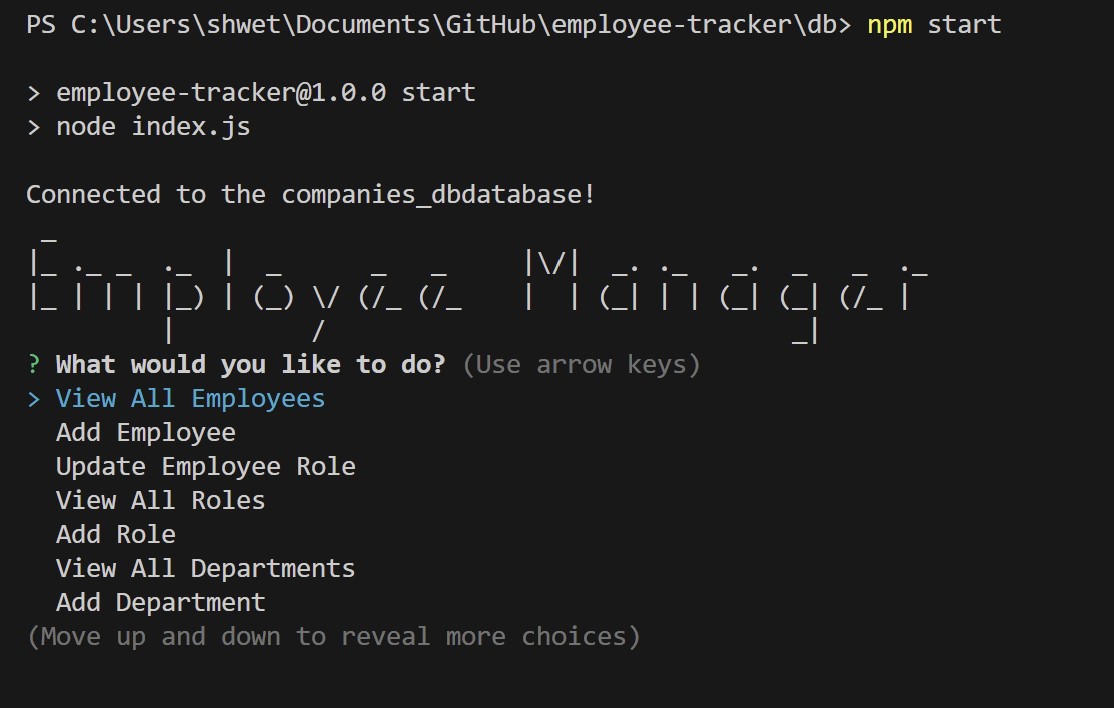 PS C:\Users\shwet\Documents\GitHub\employee-tracker\db> npm start
> employee-tracker@1.0.0 start
> node index.js
Connected to the companies_dbdatabase!
Employee Manager
? What would you like to do? (Use arrow keys)
> View All Employees
Add Employee
Update Employee Role
View All Roles
Add Role
View All Departments
Add Department
(Move up and down to reveal more choices)